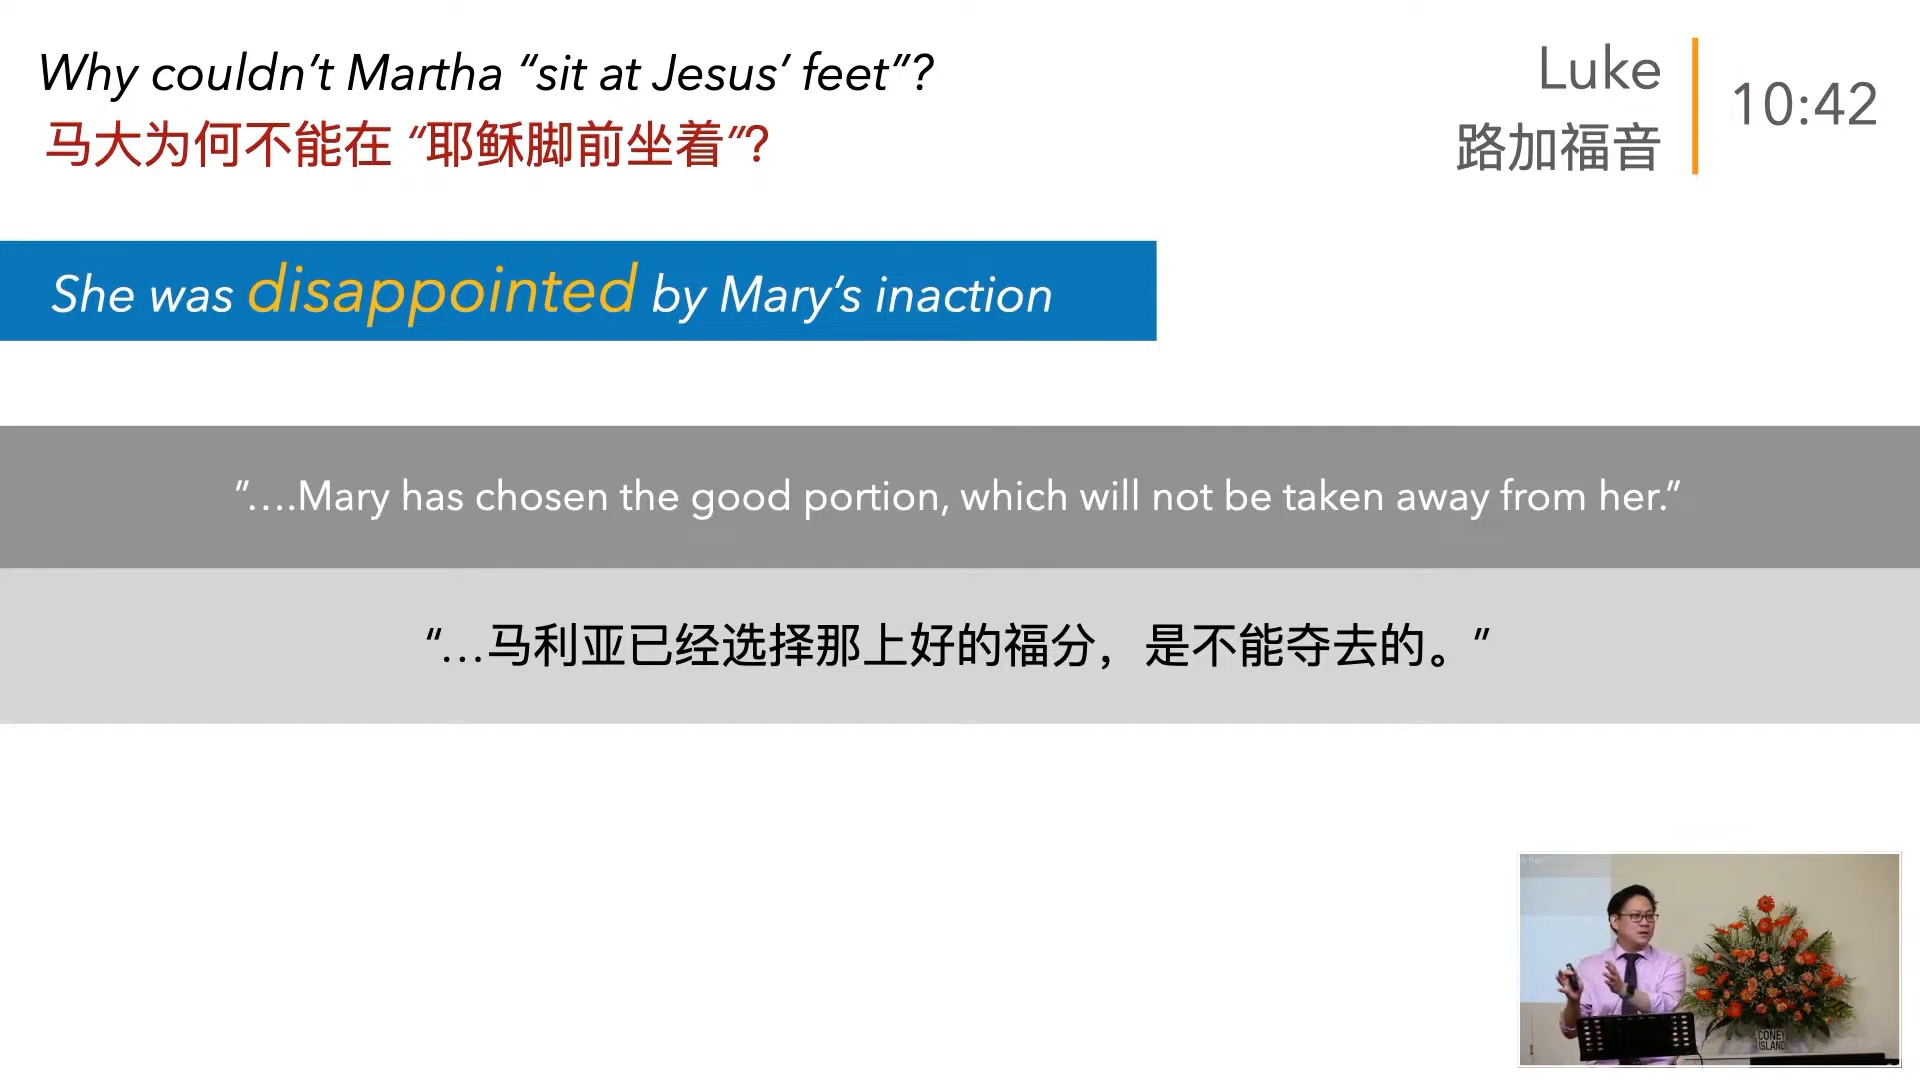 Why couldn’t Martha “sit at Jesus’ feet”?
马大为何不能在 “耶稣脚前坐着”?
Luke
路加福音
10:42
She was disappointed by Mary’s inaction
”....Mary has chosen the good portion, which will not be taken away from her.”
“…马利亚已经选择那上好的福分，是不能夺去的。”
CONEY
ISLAND